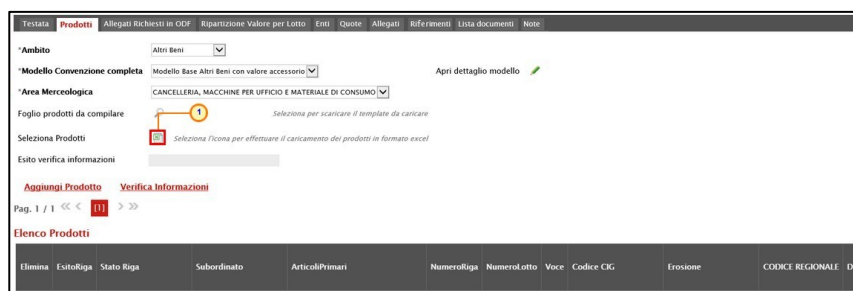 Testata Prodotti Allegati Richiesti in ODF Ripartizione Valore per Lotto Enti Quote Allegati Riferimenti Lista documenti Note
*Ambito Altri Beni
*Modello Convenzione completa Modello Base Altri Beni con valore accessorio Apri dettaglio modello
*Area Merceologica CANCELLERIA, MACCHINE PER UFFICIO E MATERIALE DI CONSUMO
Foglio prodotti da compilare 1 Seleziona per scaricare il template da caricare
Seleziona Prodotti Seleziona l'icona per effettuare il caricamento dei prodotti in formato excel
Esito verifica informazioni
Aggiungi Prodotto Verifica Informazioni
Pag. 1 / 1 << < [1] > >>
Elenco Prodotti
Elimina EsitoRiga Stato Riga Subordinato ArticoliPrimari NumeroRiga NumeroLotto Voce Codice CIG Erosione CODICE REGIONALE D